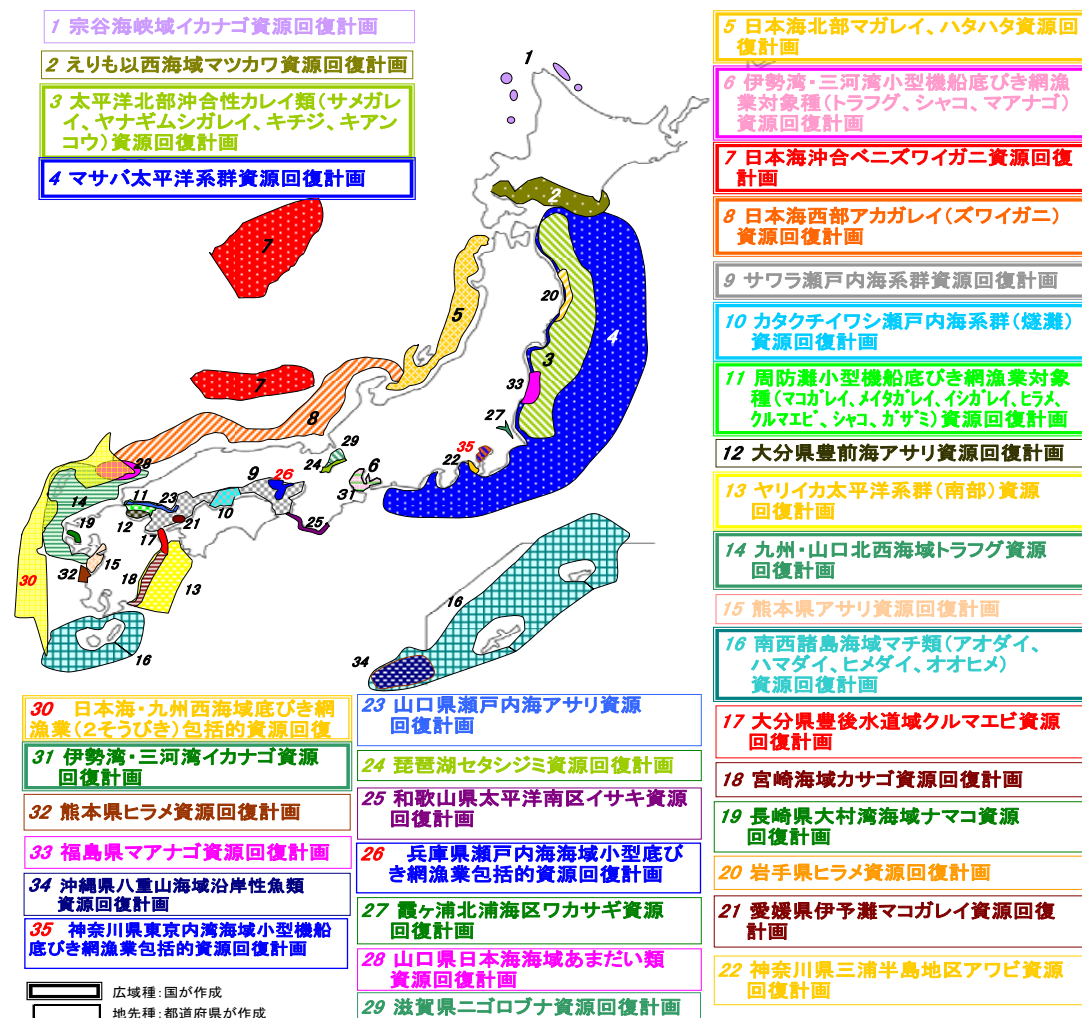 1 宗谷海峡域イカナゴ資源回復計画
2 えりも以西海域マツカワ資源回復計画
3 太平洋北部沖合性カレイ類(サメガレ
イ、ヤナギムシガレイ、キチジ、キアン
コウ)資源回復計画
4 マサバ太平洋系群資源回復計画
5 日本海北部マガレイ、ハタハタ資源回
復計画
6 伊勢湾・三河湾小型機船底びき網漁
業対象種(トラフグ、シャコ、マアナゴ)
資源回復計画
7 日本海沖合ベニズワイガニ資源回復
計画
8 日本海西部アカガレイ(ズワイガニ)
資源回復計画
9 サワラ瀬戸内海系群資源回復計画
10 カタクチイワシ瀬戸内海系群(燧灘)
資源回復計画
11 周防灘小型機船底びき網漁業対象
種(マコガレイ、メイタガレイ、イシガレイ、ヒラメ、
クルマエビ、シャコ、ガザミ)資源回復計画
12 大分県豊前海アサリ資源回復計画
13 ヤリイカ太平洋系群(南部)資源
回復計画
14 九州・山口北西海域トラフグ資源
回復計画
15 熊本県アサリ資源回復計画
16 南西諸島海域マチ類(アオダイ、
ハマダイ、ヒメダイ、オオヒメ)
資源回復計画
17 大分県豊後水道域クルマエビ資源
回復計画
18 宮崎海域カサゴ資源回復計画
19 長崎県大村湾海域ナマコ資源
回復計画
20 岩手県ヒラメ資源回復計画
21 愛媛県伊予灘マコガレイ資源回復
計画
22 神奈川県三浦半島地区アワビ資源
回復計画
1
2
7
5
20
4
3
7
33
8
27
29
35
28
24
22
6
9
26
14
11
23
31
10
12
21
19
25
17
15
32
18
30
13
16
16
34
30 日本海・九州西海域底びき網
漁業(2そうびき)包括的資源回復
31 伊勢湾・三河湾イカナゴ資源
回復計画
32 熊本県ヒラメ資源回復計画
33 福島県マアナゴ資源回復計画
34 沖縄県八重山海域沿岸性魚類
資源回復計画
35 神奈川県東京内湾海域小型機船
底びき網漁業包括的資源回復計画
23 山口県瀬戸内海アサリ資源
回復計画
24 琵琶湖セタシジミ資源回復計画
25 和歌山県太平洋南区イサキ資源
回復計画
26 兵庫県瀬戸内海海域小型底び
き網漁業包括的資源回復計画
27 霞ヶ浦北浦海区ワカサギ資源
回復計画
28 山口県日本海海域あまだい類
資源回復計画
29 滋賀県ニゴロブナ資源回復計画
広域種:国が作成
地先種:都道府県が作成